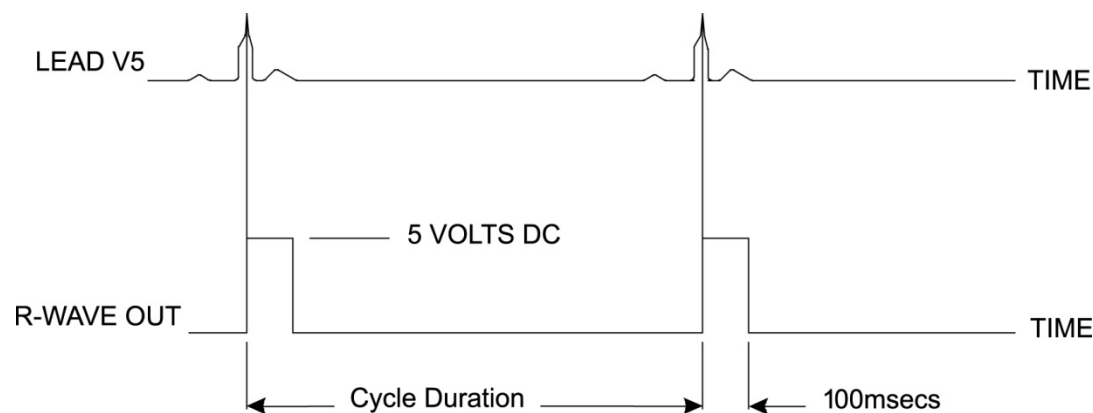 LEAD V5
TIME
5 VOLTS DC
R-WAVE OUT
TIME
Cycle Duration
100msecs